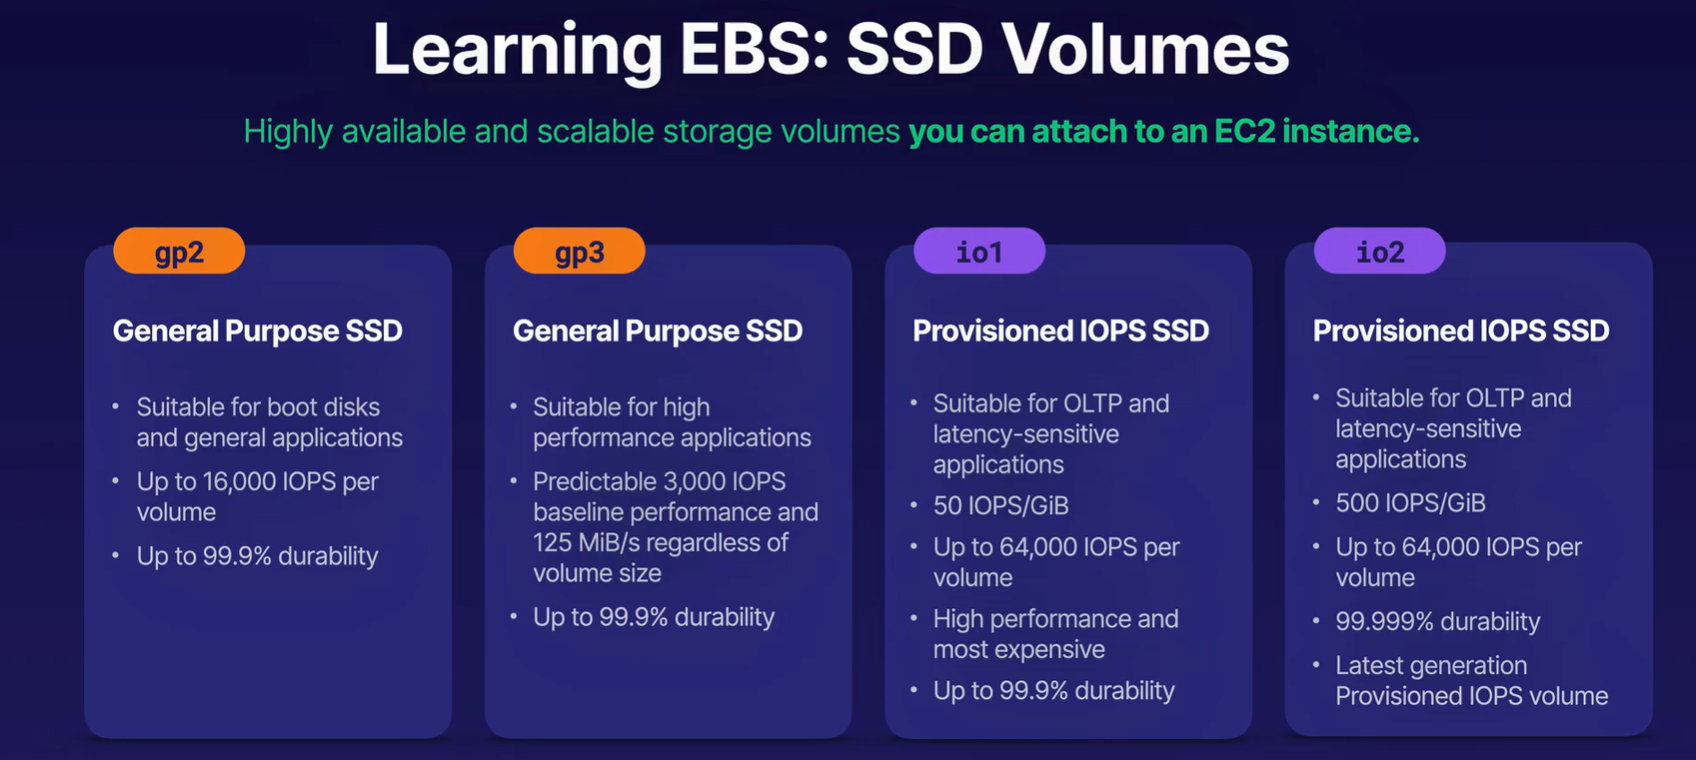 Learning EBS: SSD Volumes
Highly available and scalable storage volumes you can attach to an EC2 instance.
gp2
General Purpose SSD
• Suitable for boot disks
and general applications
• Up to 16,000 IOPS per
volume
• Up to 99.9% durability
gp3
General Purpose SSD
• Suitable for high
performance applications
• Predictable 3,000 IOPS
baseline performance and
125 MiB/s regardless of
volume size
• Up to 99.9% durability
io1
Provisioned IOPS SSD
• Suitable for OLTP and
latency-sensitive
applications
• 50 IOPS/GiB
• Up to 64,000 IOPS per
volume
• High performance and
most expensive
• Up to 99.9% durability
io2
Provisioned IOPS SSD
• Suitable for OLTP and
latency-sensitive
applications
• 500 IOPS/GiB
• Up to 64,000 IOPS per
volume
• 99.999% durability
• Latest generation
Provisioned IOPS volume